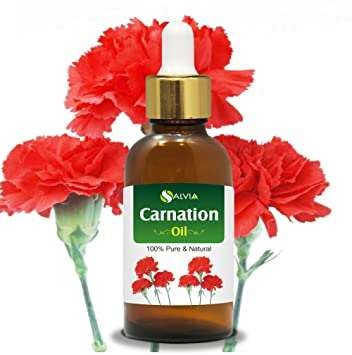 SALVIA
Carnation
Oil
100% Pure & Natural